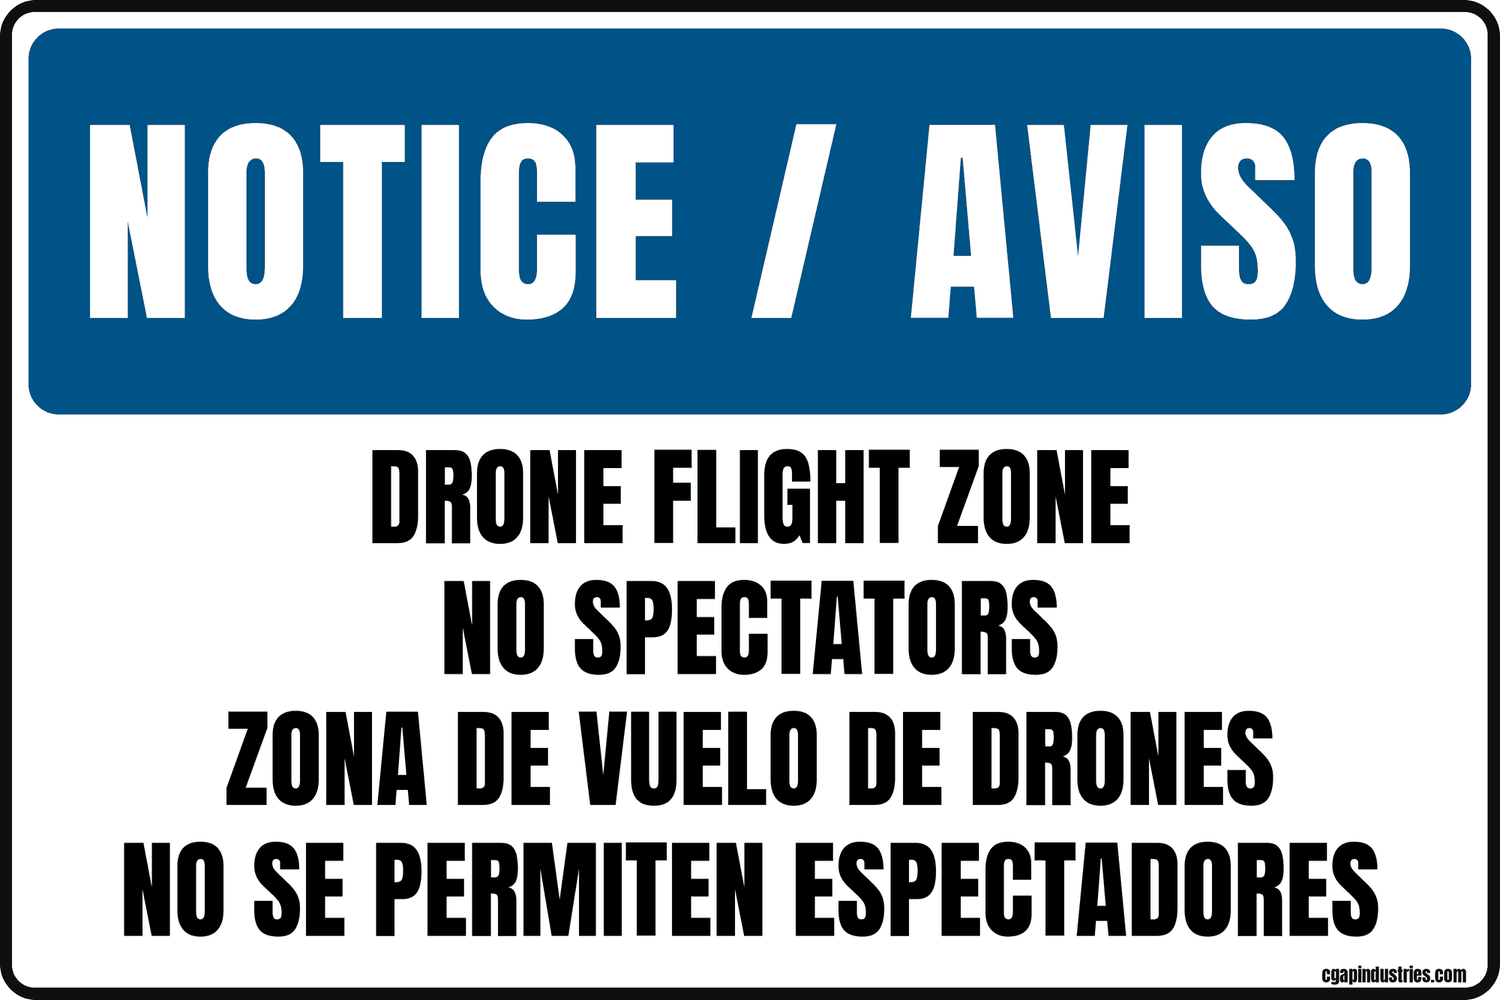 NOTICE / AVISO
DRONE FLIGHT ZONE
NO SPECTATORS
ZONA DE VUELO DE DRONES
NO SE PERMITEN ESPECTADORES
cgapindustries.com